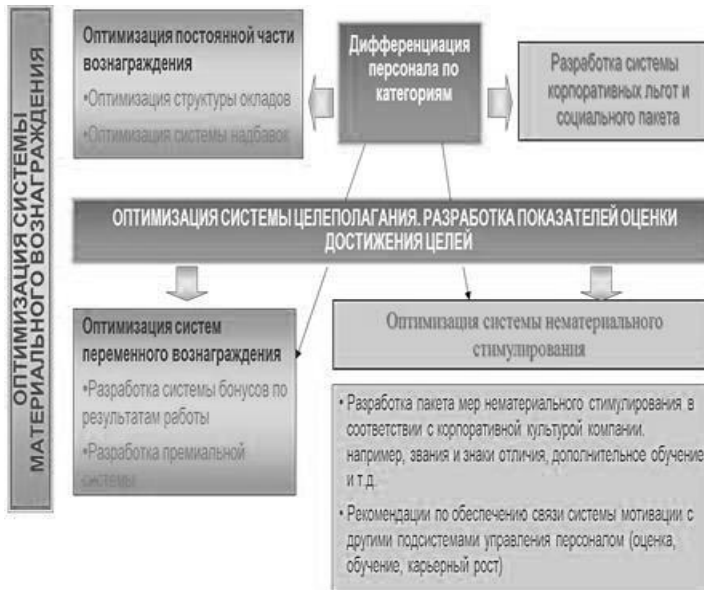 ОПТИМИЗАЦИЯ СИСТЕМЫ
МАТЕРИАЛЬНОГО ВОЗНАГРАЖДЕНИЯ
Оптимизация постоянной части
вознаграждения
•Оптимизация структуры окладов
•Оптимизация системы надбавок
Дифференциация
персонала по
категориям
Разработка системы
корпоративных льгот и
социального пакета
ОПТИМИЗАЦИЯ СИСТЕМЫ ЦЕЛЕПОЛАГАНИЯ. РАЗРАБОТКА ПОКАЗАТЕЛЕЙ ОЦЕНКИ
ДОСТИЖЕНИЯ ЦЕЛЕЙ
Оптимизация систем
переменного вознаграждения
•Разработка системы бонусов по
результатам работы
•Разработка премиальной
системы
Оптимизация системы нематериального
стимулирования
• Разработка пакета мер нематериального стимулирования в
соответствии с корпоративной культурой компании.
например, звания и знаки отличия, дополнительное обучение
и т.д.
• Рекомендации по обеспечению связи системы мотивации с
другими подсистемами управления персоналом (оценка,
обучение, карьерный рост)